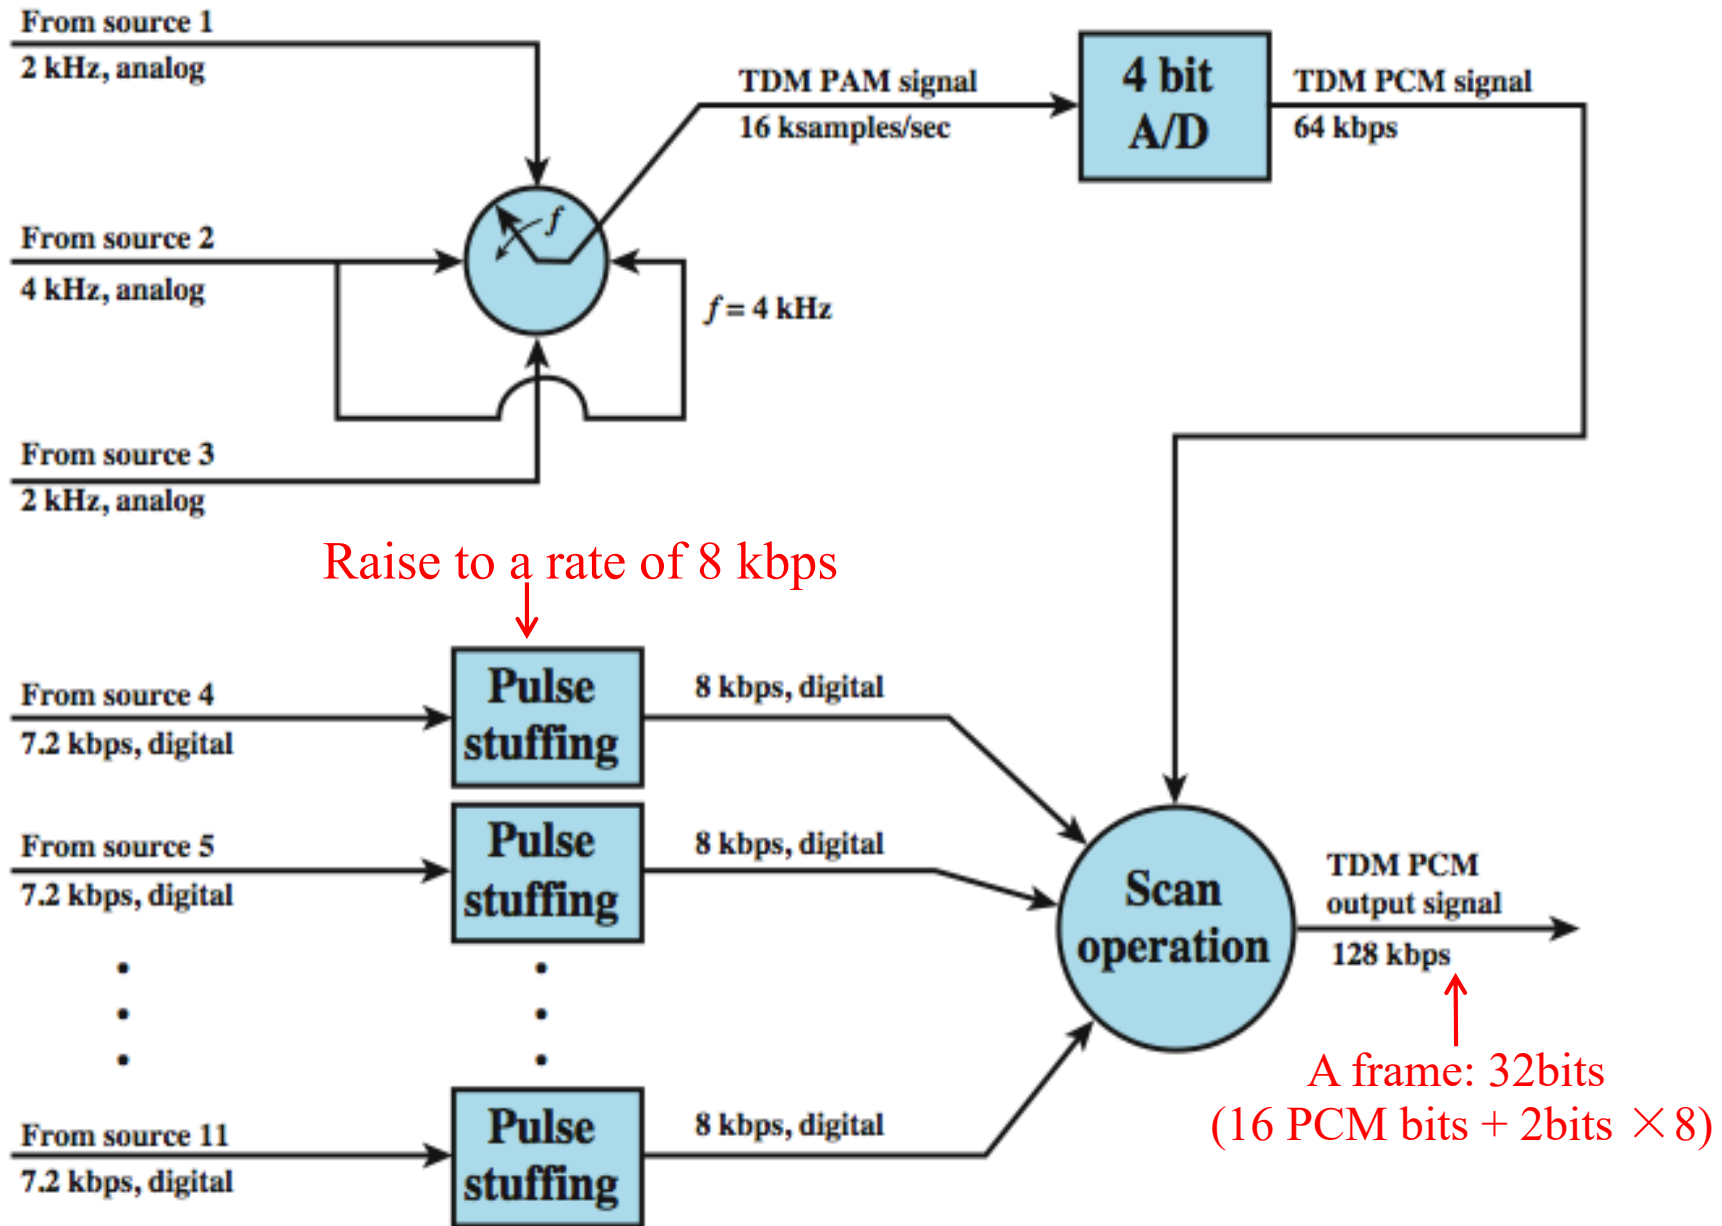 From source 1
2 kHz, analog
TDM PAM signal
16 ksamples/sec
4 bit
A/D
TDM PCM signal
64 kbps
f
From source 2
4 kHz, analog
f = 4 kHz
From source 3
2 kHz, analog
Raise to a rate of 8 kbps
From source 4
7.2 kbps, digital
Pulse
stuffing
8 kbps, digital
From source 5
7.2 kbps, digital
Pulse
stuffing
8 kbps, digital
Scan
operation
TDM PCM
output signal
128 kbps
A frame: 32bits
(16 PCM bits + 2bits ×8)
From source 11
7.2 kbps, digital
Pulse
stuffing
8 kbps, digital